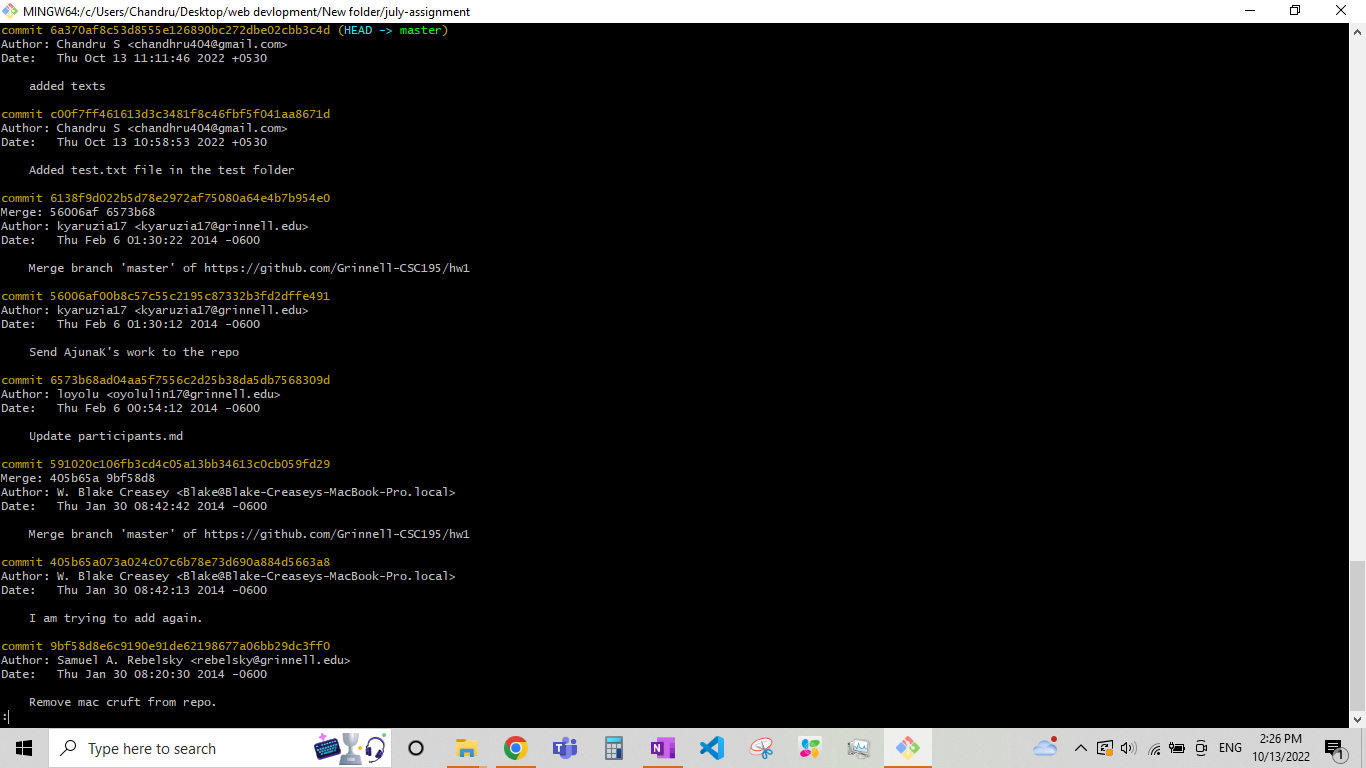 MINGW64:/c/Users/Chandru/Desktop/web devlopment/New folder/july-assignment
commit 6a370af8c53d8555e126890bc272dbe02cbb3c4d (HEAD -> master)
Author: Chandru S <chandhru404@gmail.com>
Date:   Thu Oct 13 11:11:46 2022 +0530
    added texts
commit c00f7ff461613d3c3481f8c46fbf5f041aa8671d
Author: Chandru S <chandhru404@gmail.com>
Date:   Thu Oct 13 10:58:53 2022 +0530
    Added test.txt file in the test folder
commit 6138f9d022b5d78e2972af75080a64e4b7b954e0
Merge: 56006af 6573b68
Author: kyaruzia17 <kyaruzia17@grinnell.edu>
Date:   Thu Feb 6 01:30:22 2014 -0600
    Merge branch 'master' of https://github.com/Grinnell-CSC195/hw1
commit 56006af00b8c57c55c2195c87332b3fd2dffe491
Author: kyaruzia17 <kyaruzia17@grinnell.edu>
Date:   Thu Feb 6 01:30:12 2014 -0600
    Send AjunaK's work to the repo
commit 6573b68ad04aa5f7556c2d25b38da5db7568309d
Author: loyolu <oyolulin17@grinnell.edu>
Date:   Thu Feb 6 00:54:12 2014 -0600
    Update participants.md
commit 591020c106fb3cd4c05a13bb34613c0cb059fd29
Merge: 405b65a 9bf58d8
Author: W. Blake Creasey <Blake@Blake-Creaseys-MacBook-Pro.local>
Date:   Thu Jan 30 08:42:42 2014 -0600
    Merge branch 'master' of https://github.com/Grinnell-CSC195/hw1
commit 405b65a073a024c07c6b78e73d690a884d5663a8
Author: W. Blake Creasey <Blake@Blake-Creaseys-MacBook-Pro.local>
Date:   Thu Jan 30 08:42:13 2014 -0600
    I am trying to add again.
commit 9bf58d8e6c9190e91de62198677a06bb29dc3ff0
Author: Samuel A. Rebelsky <rebelsky@grinnell.edu>
Date:   Thu Jan 30 08:20:30 2014 -0600
    Remove mac cruft from repo.
:
Type here to search
ENG
2:26 PM
10/13/2022
1